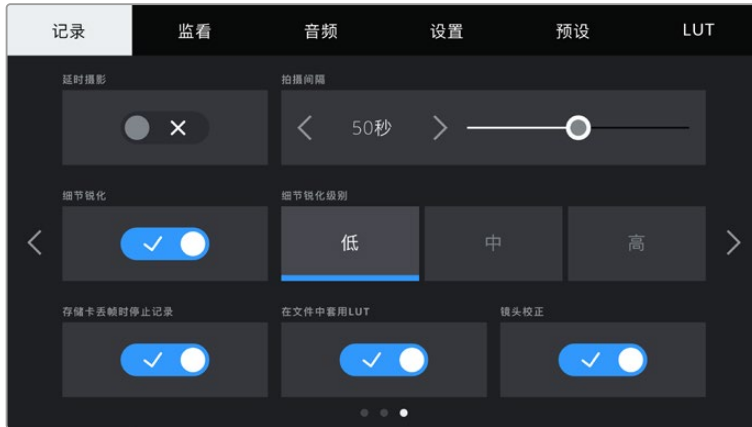 记录 监看 音频 设置 预设 LUT
延时摄影 拍摄间隔
50秒
细节锐化 细节锐化级别
低 中 高
存储卡丢帧时停止记录 在文件中套用LUT 镜头校正